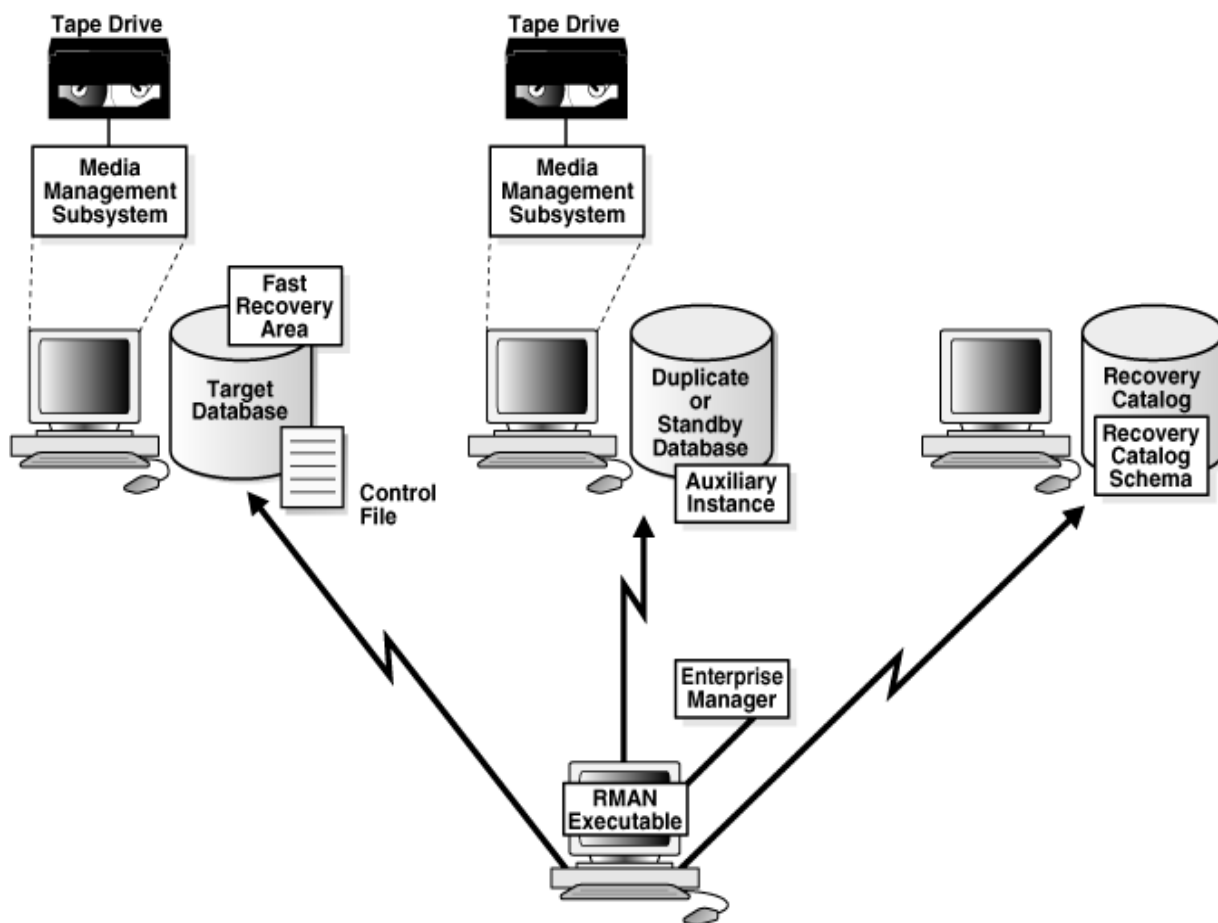 Tape Drive
Media
Management
Subsystem
Fast
Recovery
Area
Target
Database
Control
File
Tape Drive
Media
Management
Subsystem
Duplicate
or
Standby
Database
Auxiliary
Instance
Recovery
Catalog
Recovery
Catalog
Schema
Enterprise
Manager
RMAN
Executable